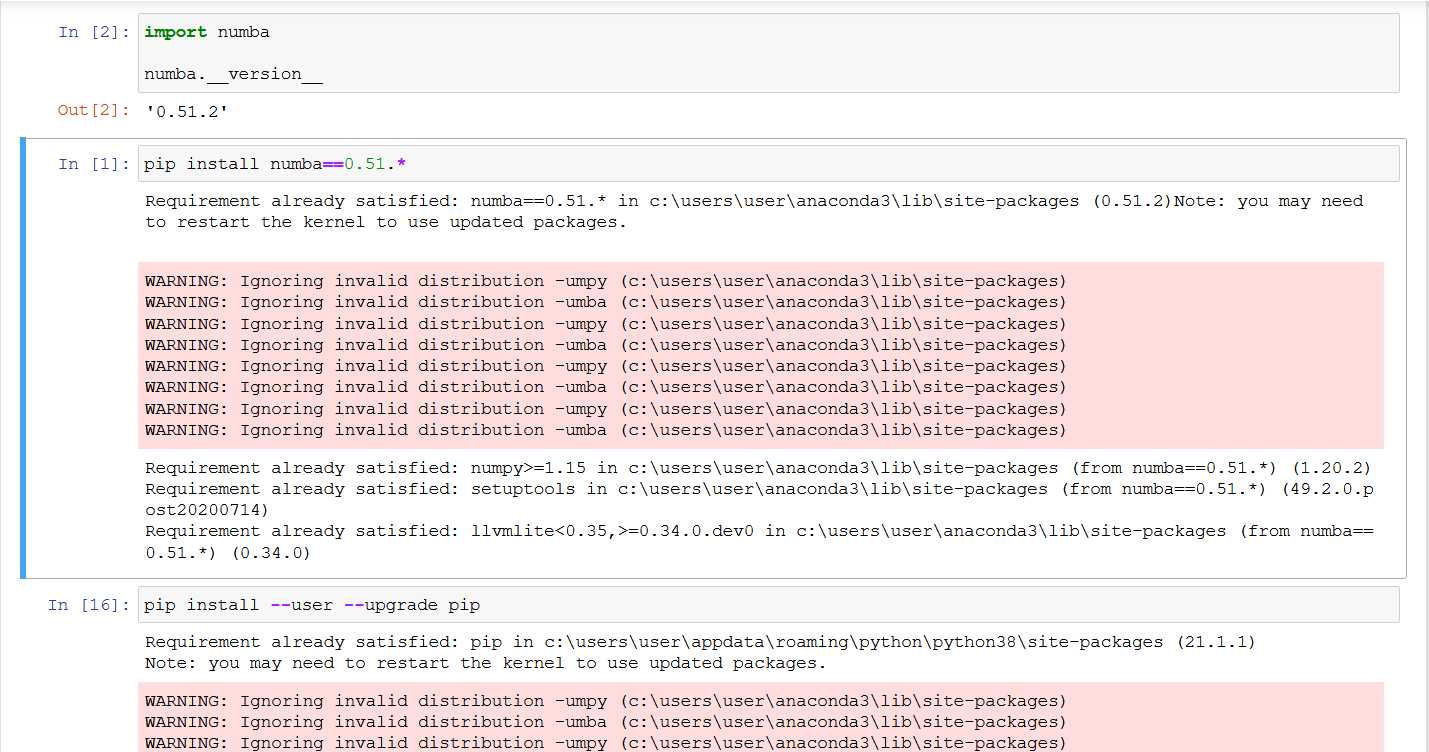 In [2]: import numba
numba.__version__
Out[2]: '0.51.2'
In [1]: pip install numba==0.51.*
Requirement already satisfied: numba==0.51.* in c:\users\user\anaconda3\lib\site-packages (0.51.2)Note: you may need
to restart the kernel to use updated packages.
WARNING: Ignoring invalid distribution -umpy (c:\users\user\anaconda3\lib\site-packages)
WARNING: Ignoring invalid distribution -umba (c:\users\user\anaconda3\lib\site-packages)
WARNING: Ignoring invalid distribution -umpy (c:\users\user\anaconda3\lib\site-packages)
WARNING: Ignoring invalid distribution -umba (c:\users\user\anaconda3\lib\site-packages)
WARNING: Ignoring invalid distribution -umpy (c:\users\user\anaconda3\lib\site-packages)
WARNING: Ignoring invalid distribution -umba (c:\users\user\anaconda3\lib\site-packages)
WARNING: Ignoring invalid distribution -umpy (c:\users\user\anaconda3\lib\site-packages)
WARNING: Ignoring invalid distribution -umba (c:\users\user\anaconda3\lib\site-packages)
Requirement already satisfied: numpy>=1.15 in c:\users\user\anaconda3\lib\site-packages (from numba==0.51.*) (1.20.2)
Requirement already satisfied: setuptools in c:\users\user\anaconda3\lib\site-packages (from numba==0.51.*) (49.2.0.p
ost20200714)
Requirement already satisfied: llvmlite<0.35,>=0.34.0.dev0 in c:\users\user\anaconda3\lib\site-packages (from numba==
0.51.*) (0.34.0)
In [16]: pip install --user --upgrade pip
Requirement already satisfied: pip in c:\users\user\appdata\roaming\python\python38\site-packages (21.1.1)
Note: you may need to restart the kernel to use updated packages.
WARNING: Ignoring invalid distribution -umpy (c:\users\user\anaconda3\lib\site-packages)
WARNING: Ignoring invalid distribution -umba (c:\users\user\anaconda3\lib\site-packages)
WARNING: Ignoring invalid distribution -umpy (c:\users\user\anaconda3\lib\site-packages)